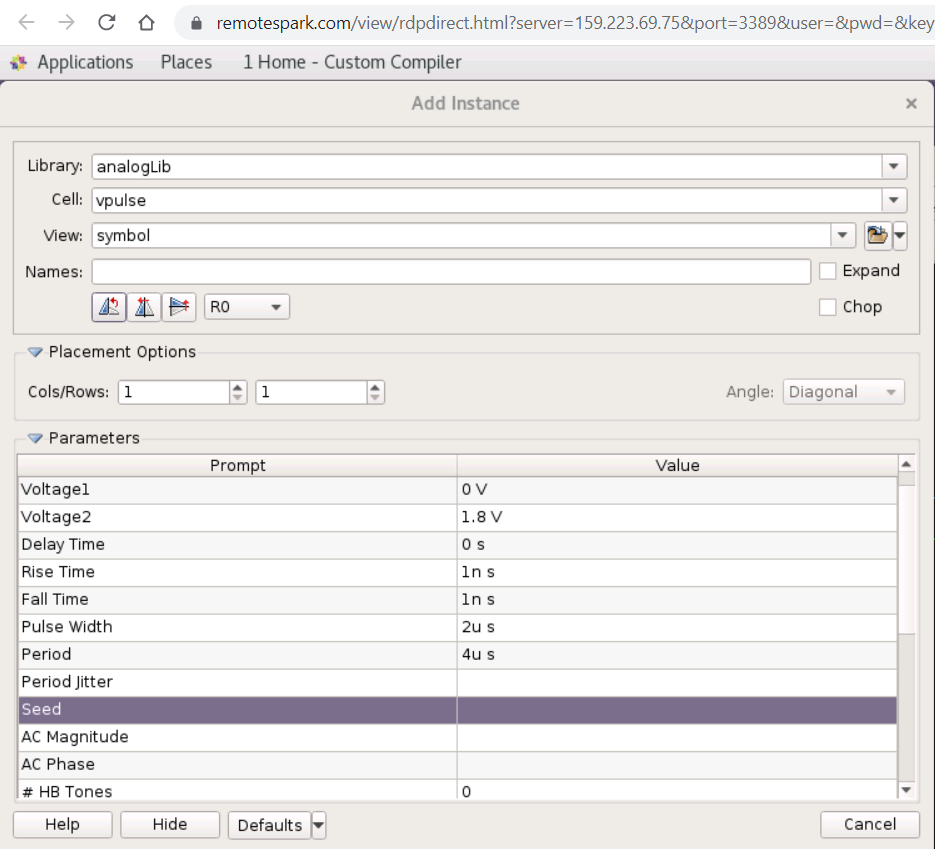 remotespark.com/view/rdpdirect.html?server=159.223.69.75&port=3389&user=&pwd=&key
Applications Places 1 Home - Custom Compiler
Add Instance
Library: analogLib
Cell: vpulse
View: symbol
Names: Expand
R0 Chop
Placement Options
Cols/Rows: 1 1 Angle: Diagonal
Parameters
Prompt Value
Voltage1 0 V
Voltage2 1.8 V
Delay Time 0 s
Rise Time 1n s
Fall Time 1n s
Pulse Width 2u s
Period 4u s
Period Jitter
Seed
AC Magnitude
AC Phase
# HB Tones 0
Help Hide Defaults Cancel